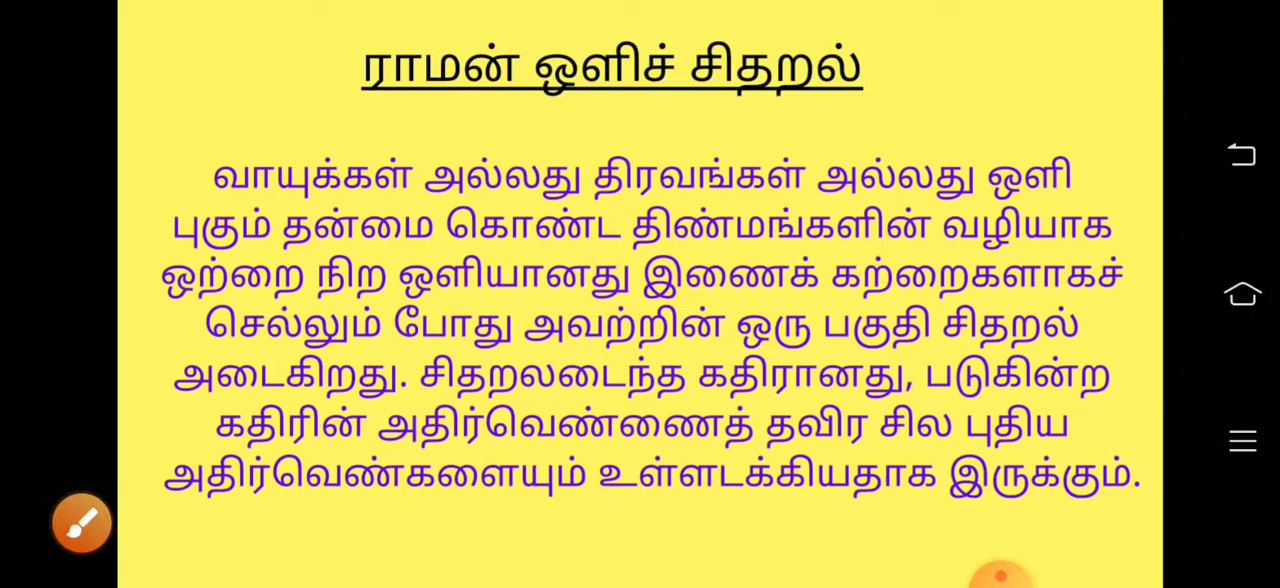 ராமன் ஒளிச் சிதறல்
வாயுக்கள் அல்லது திரவங்கள் அல்லது ஒளி
புகும் தன்மை கொண்ட திண்மங்களின் வழியாக
ஒற்றை நிற ஒளியானது இணைக் கற்றைகளாகச்
செல்லும் போது அவற்றின் ஒரு பகுதி சிதறல்
அடைகிறது. சிதறலடைந்த கதிரானது, படுகின்ற
கதிரின் அதிர்வெண்ணைத் தவிர சில புதிய
அதிர்வெண்களையும் உள்ளடக்கியதாக இருக்கும்.